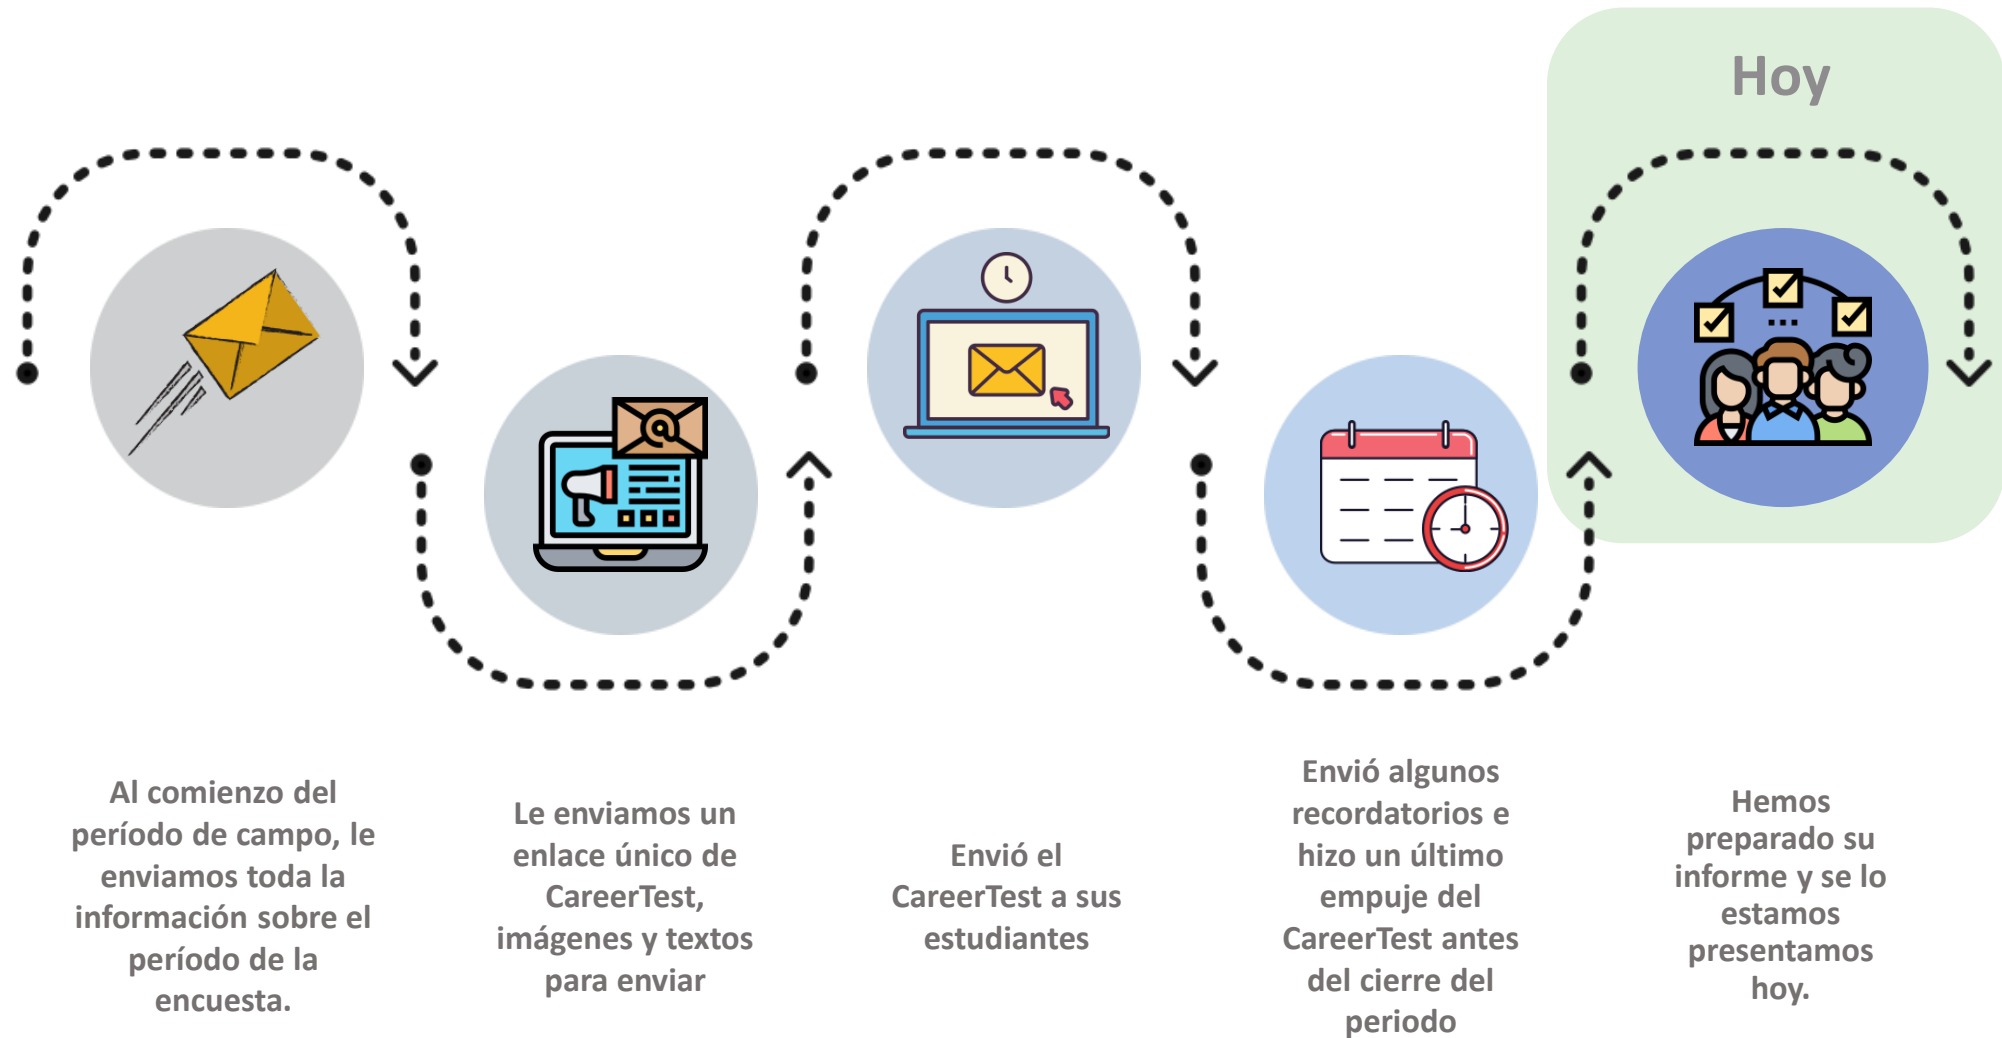 Hoy
Al comienzo del
período de campo, le
enviamos toda la
información sobre el
período de la
encuesta.
Le enviamos un
enlace único de
CareerTest,
imágenes y textos
para enviar
Envió el
CareerTest a sus
estudiantes
Envió algunos
recordatorios e
hizo un último
empuje del
CareerTest antes
del cierre del
periodo
Hemos
preparado su
informe y se lo
estamos
presentamos
hoy.